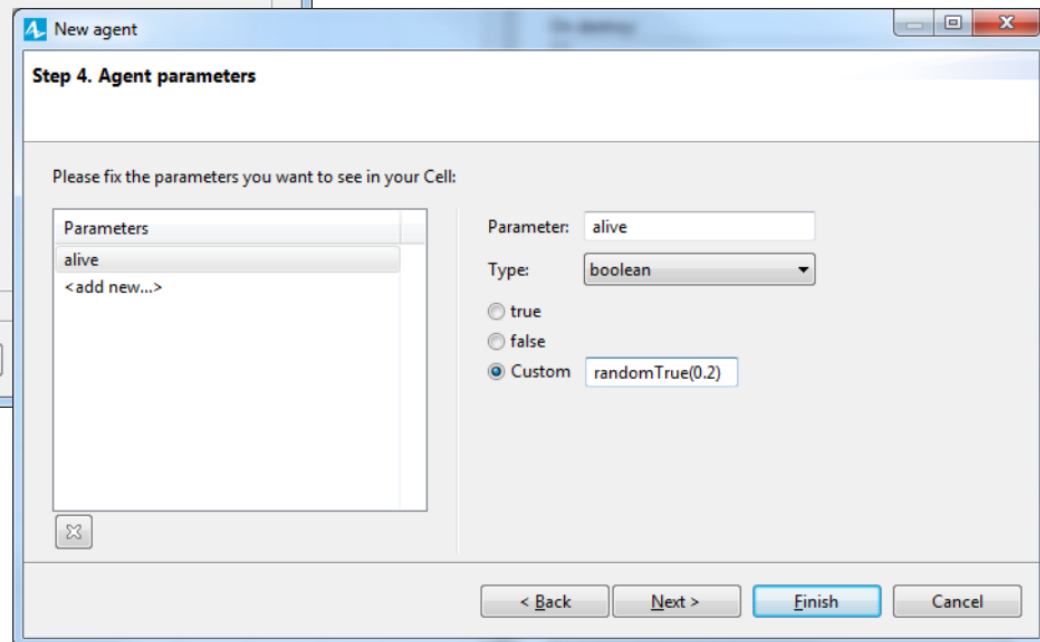 New agent
Step 4. Agent parameters
Please fix the parameters you want to see in your Cell:
Parameters
alive
<add new...>
Parameter: alive
Type: boolean
true
false
Custom randomTrue(0.2)
< Back Next > Finish Cancel